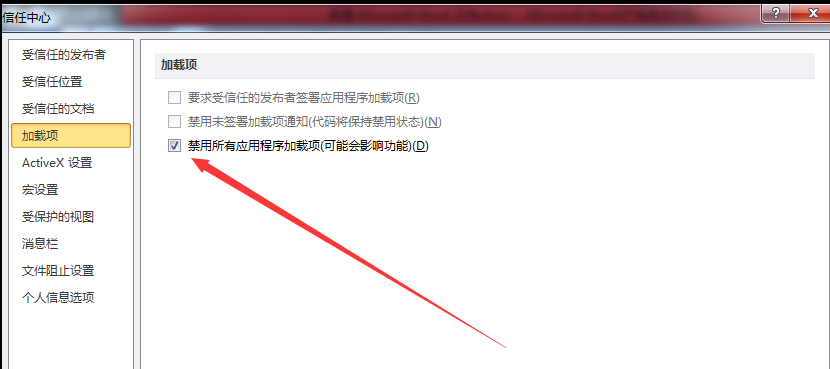 信任中心
受信任的发布者
受信任位置
受信任的文档
加载项
ActiveX 设置
宏设置
受保护的视图
消息栏
文件阻止设置
个人信息选项
加载项
要求受信任的发布者签署应用程序加载项(R)
禁用未签署加载项通知(代码将保持禁用状态)(N)
禁用所有应用程序加载项(可能会影响功能)(D)